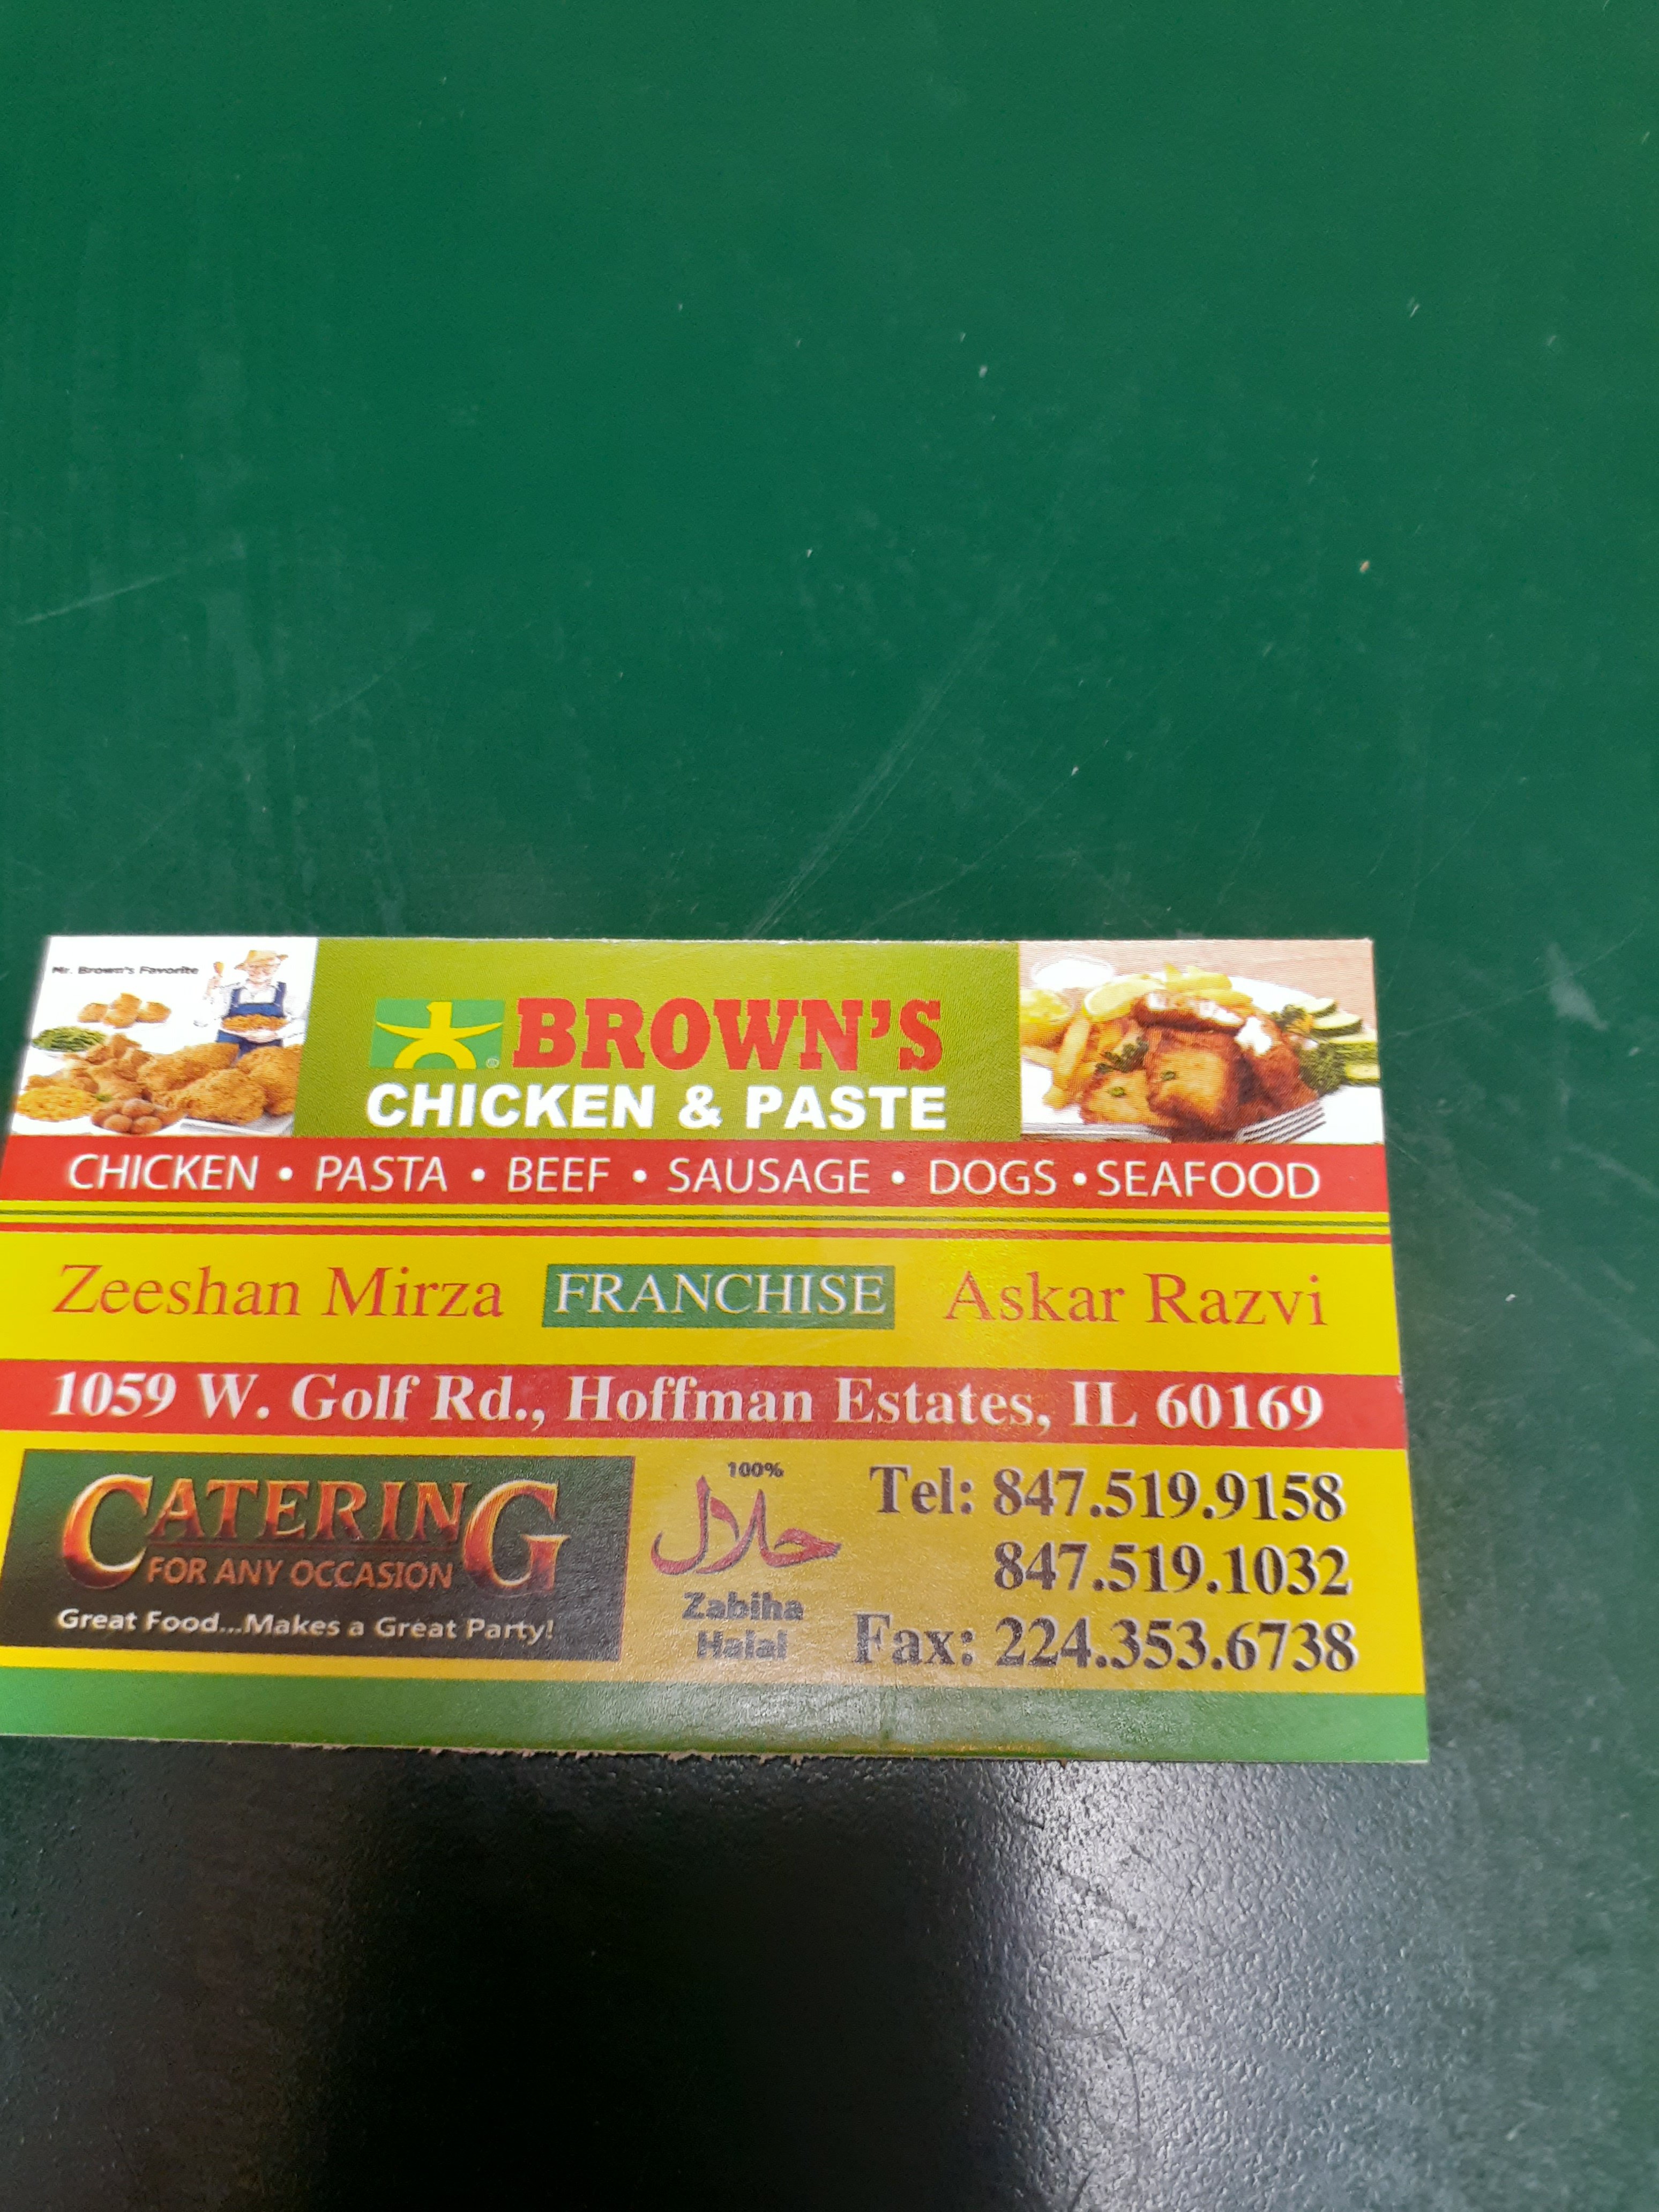 Mr. Brown's Favorite
BROWN'S
CHICKEN & PASTE
CHICKEN • PASTA • BEEF • SAUSAGE • DOGS • SEAFOOD
Zeeshan Mirza FRANCHISE Askar Razvi
1059 W. Golf Rd., Hoffman Estates, IL 60169
CATERING
FOR ANY OCCASION
Great Food...Makes a Great Party!
100%
حلال
Zabiha
Halal
Tel: 847.519.9158
847.519.1032
Fax: 224.353.6738